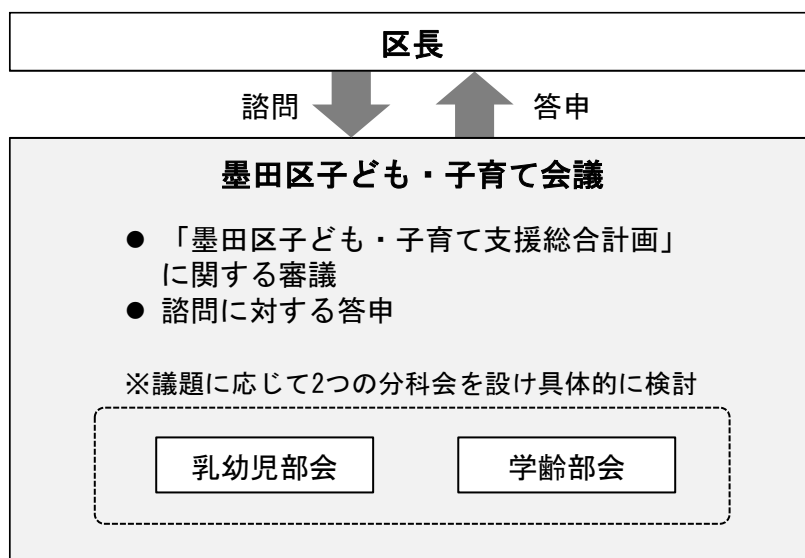 区長
諮問
答申
墨田区子ども・子育て会議
● 「墨田区子ども・子育て支援総合計画」
に関する審議
● 諮問に対する答申
※議題に応じて2つの分科会を設け具体的に検討
乳幼児部会
学齢部会